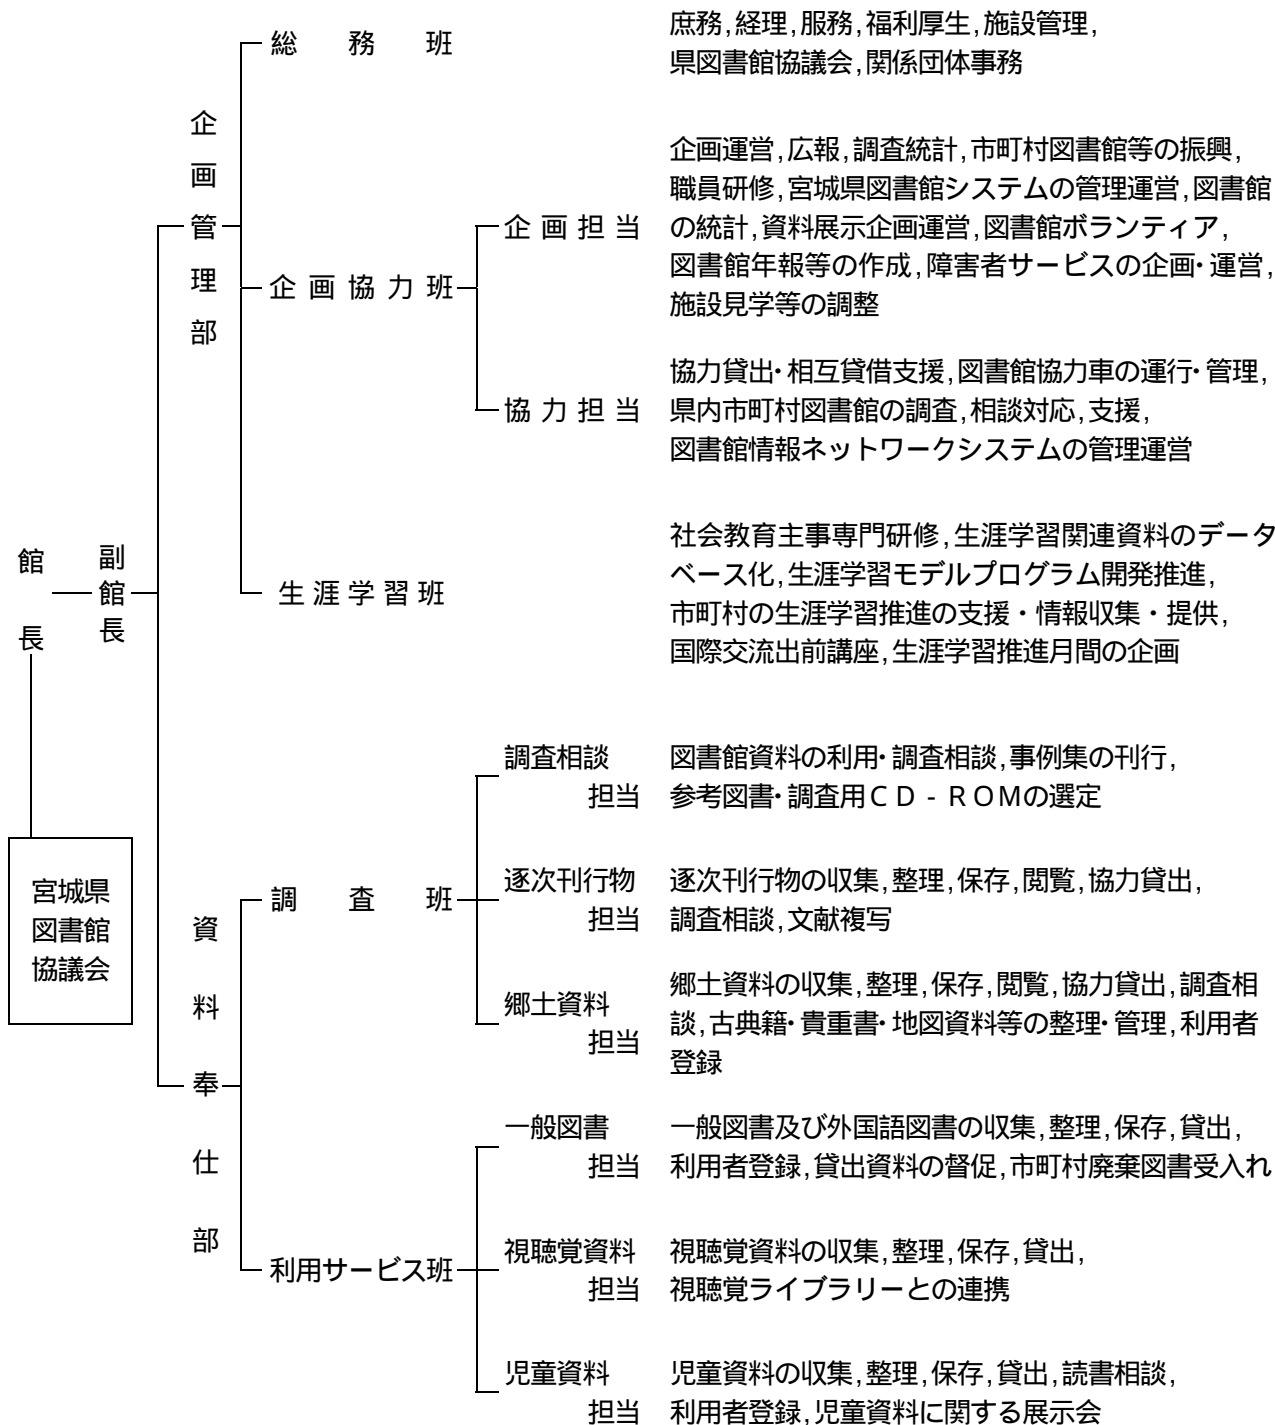 館長
副館長
宮城県
図書館
協議会
企画管理部
総務班
庶務,経理,服務,福利厚生,施設管理,
県図書館協議会,関係団体事務
企画協力班
企画担当
企画運営,広報,調査統計,市町村図書館等の振興,
職員研修,宮城県図書館システムの管理運営,図書館
の統計,資料展示企画運営,図書館ボランティア,
図書館年報等の作成,障害者サービスの企画・運営,
施設見学等の調整
協力担当
協力貸出・相互貸借支援,図書館協力車の運行・管理,
県内市町村図書館の調査,相談対応,支援,
図書館情報ネットワークシステムの管理運営
生涯学習班
社会教育主事専門研修,生涯学習関連資料のデータ
ベース化,生涯学習モデルプログラム開発推進,
市町村の生涯学習推進の支援・情報収集・提供,
国際交流出前講座,生涯学習推進月間の企画
資料奉仕部
調査班
調査相談
担当
図書館資料の利用・調査相談,事例集の刊行,
参考図書・調査用CD-ROMの選定
逐次刊行物
担当
逐次刊行物の収集,整理,保存,閲覧,協力貸出,
調査相談,文献複写
郷土資料
担当
郷土資料の収集,整理,保存,閲覧,協力貸出,調査相
談,古典籍・貴重書・地図資料等の整理・管理,利用者
登録
利用サービス班
一般図書
担当
一般図書及び外国語図書の収集,整理,保存,貸出,
利用者登録,貸出資料の督促,市町村廃棄図書受入れ
視聴覚資料
担当
視聴覚資料の収集,整理,保存,貸出,
視聴覚ライブラリーとの連携
児童資料
担当
児童資料の収集,整理,保存,貸出,読書相談,
利用者登録,児童資料に関する展示会